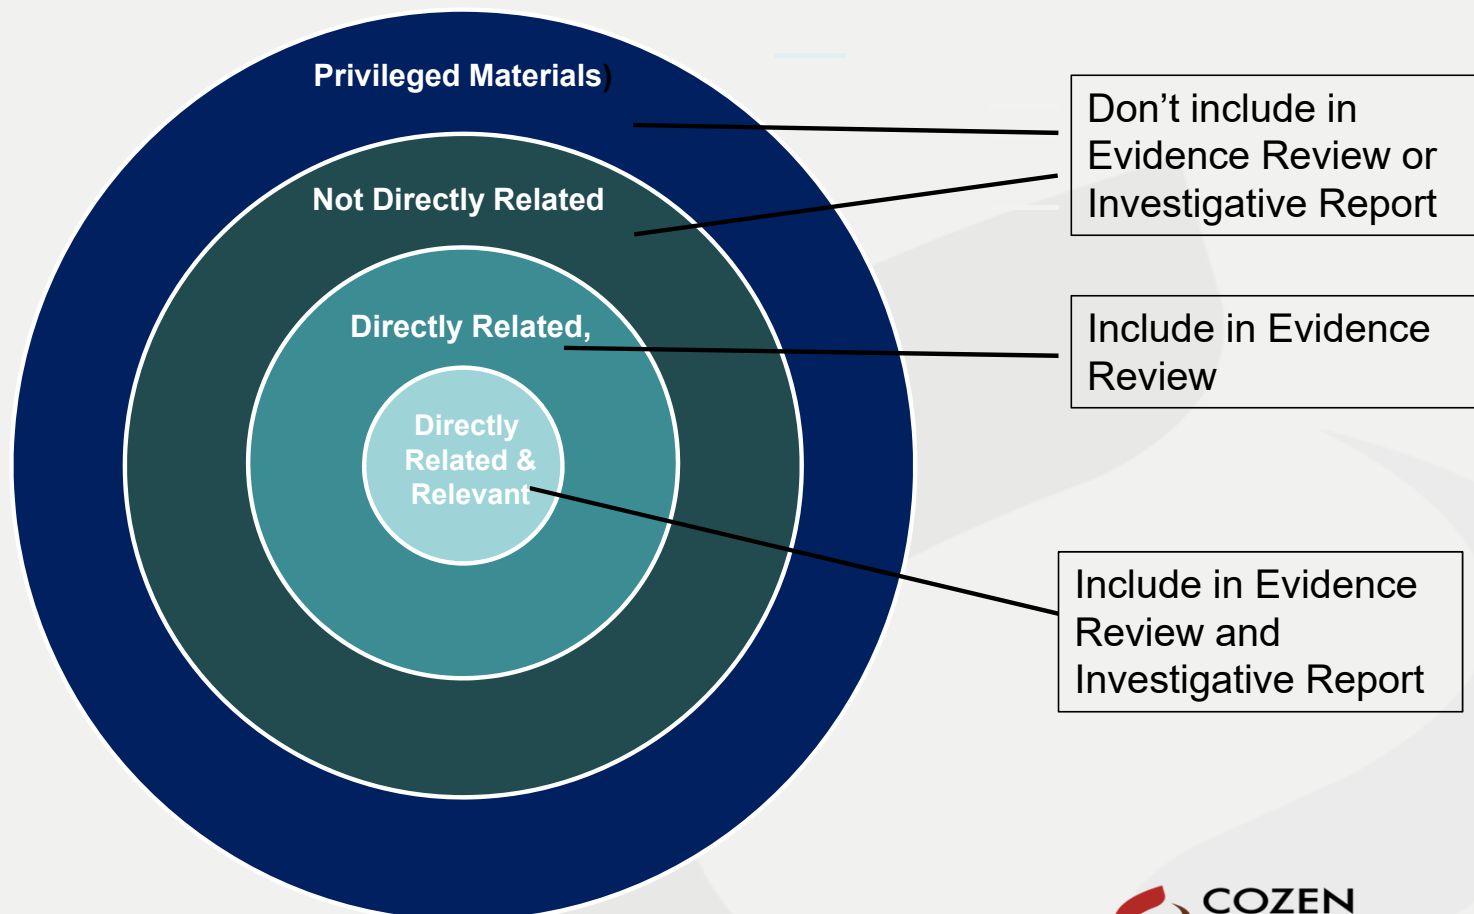 Privileged Materials)
Not Directly Related
Directly Related,
Directly
Related &
Relevant
Don’t include in
Evidence Review or
Investigative Report
Include in Evidence
Review
Include in Evidence
Review and
Investigative Report
COZEN